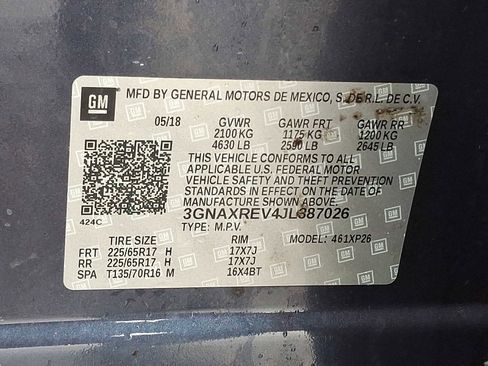 GM
MFD BY GENERAL MOTORS DE MEXICO, S. DE R.L. DE C.V.
05/18 GVWR GAWR FRT GAWR RR
2100 KG 1175 KG 1200 KG
4630 LB 2590 LB 2645 LB
THIS VEHICLE CONFORMS TO ALL
APPLICABLE U.S. FEDERAL MOTOR
VEHICLE SAFETY AND THEFT PREVENTION
STANDARDS IN EFFECT ON THE DATE OF
MANUFACTURE SHOWN ABOVE.
424C 3GNAXREV4JL387026
TYPE: M.P.V. MODEL: 461XP26
TIRE SIZE RIM
FRT 225/65R17 H 17X7J
RR 225/65R17 H 17X7J
SPA T135/70R16 M 16X4BT